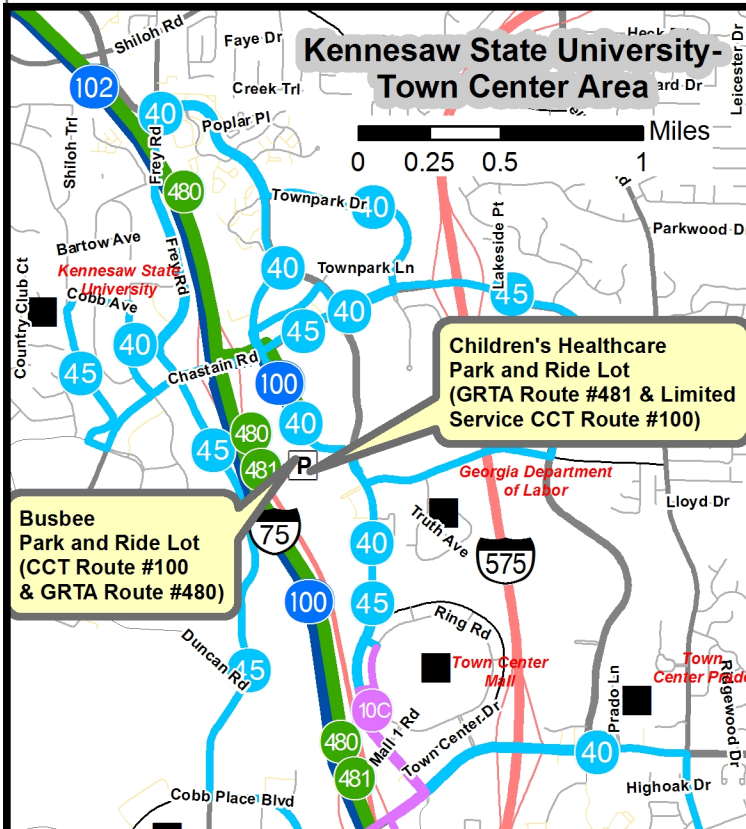 Kennesaw State University-
Town Center Area
Miles
0 0.25 0.5 1
Shiloh Rd
Faye Dr
Leicester Dr
102
40
Creek Trl
Poplar Pl
Shiloh Trl
Frey Rd
480
Townpark Dr
40
Parkwood Dr
Bartow Ave
Kennesaw State
University
Cobb Ave
Frey Rd
40
Townpark Ln
Lakeside Pt
45
Country Club Ct
40
45
40
45
Chastain Rd
100
Children's Healthcare
Park and Ride Lot
(GRTA Route #481 & Limited
Service CCT Route #100)
40
480
45
481
P
Georgia Department
of Labor
Lloyd Dr
Busbee
Park and Ride Lot
(CCT Route #100
& GRTA Route #480)
75
Truth Ave
40
575
100
45
Ring Rd
Duncan Rd
45
Town Center
Mall
Town
Center Prado
Prado Ln
Ridgewood Dr
10C
Mall 1 Rd
Town Center Dr
480
40
481
Highoak Dr
Cobb Place Blvd